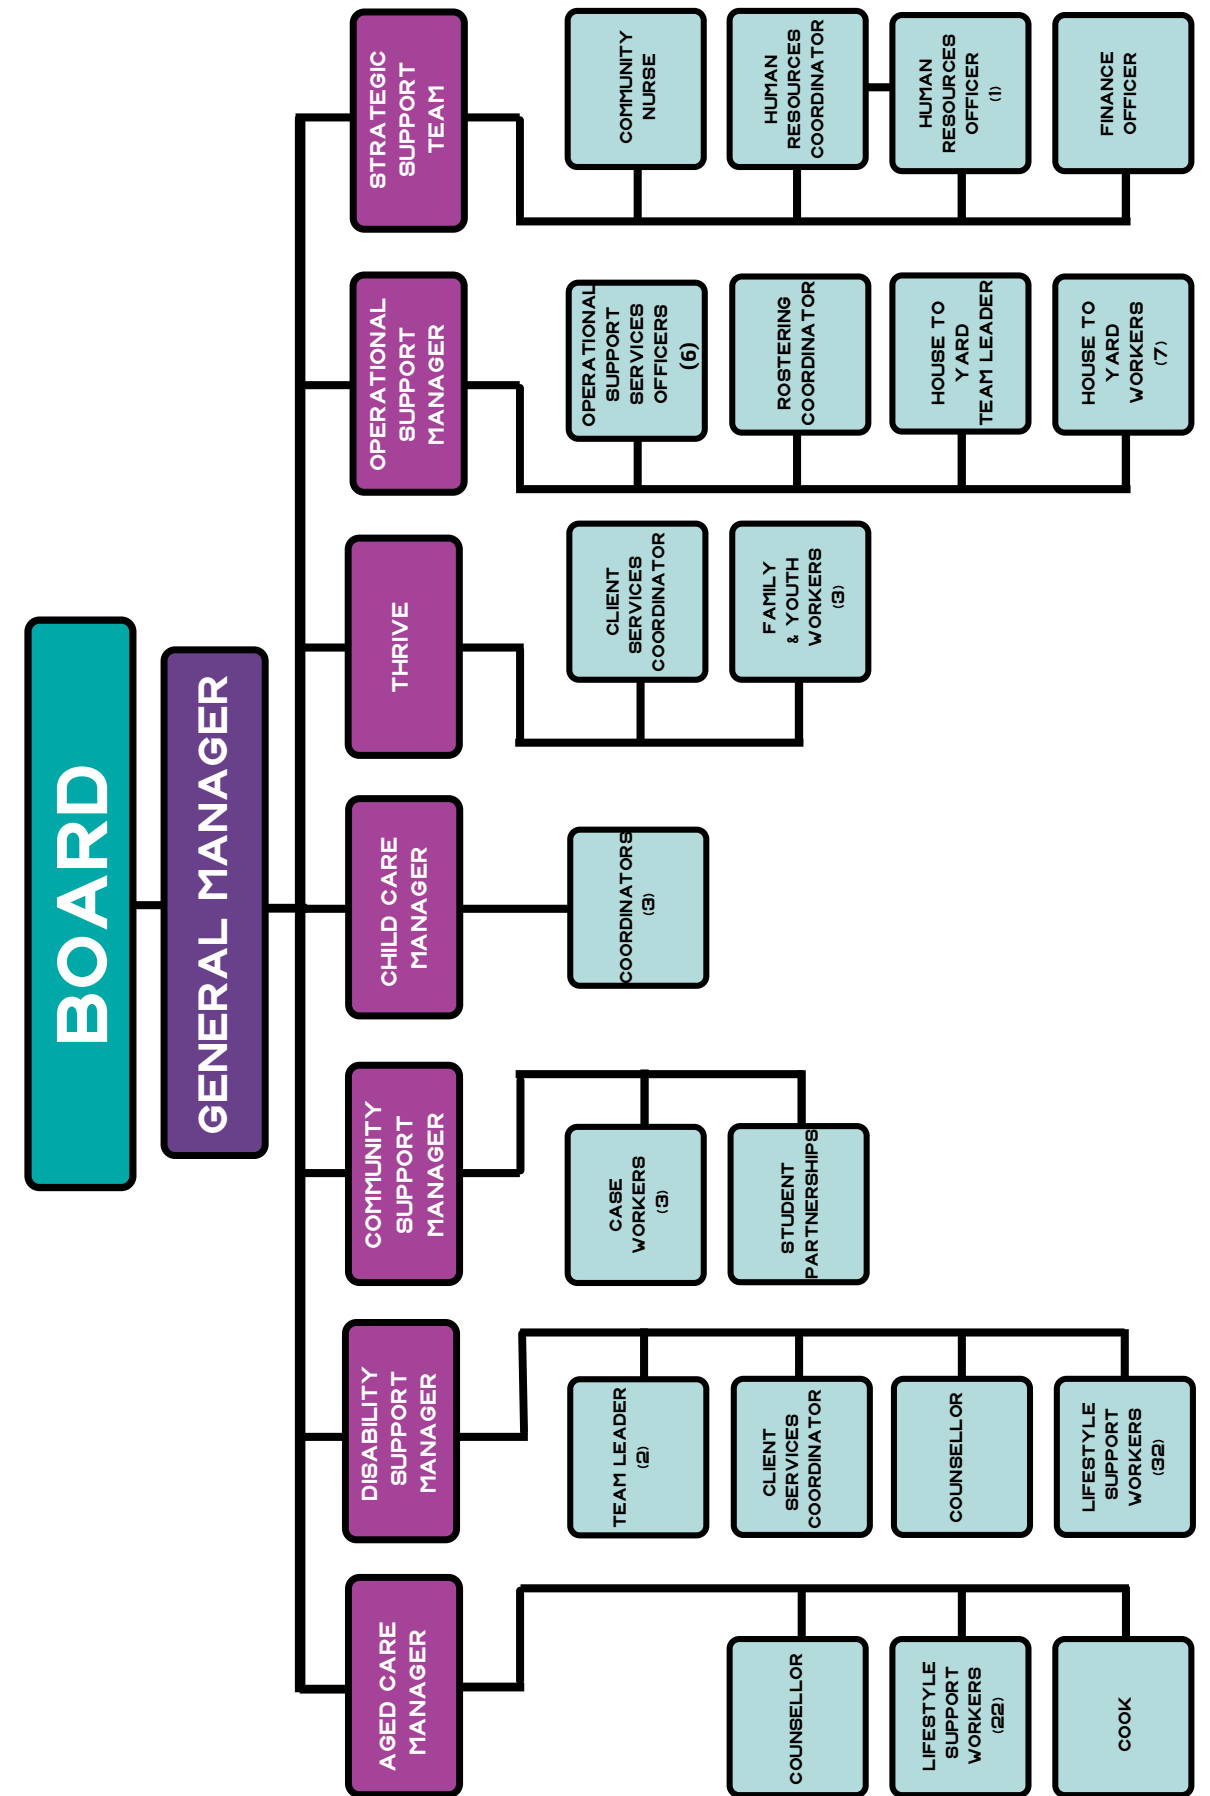 BOARD
GENERAL MANAGER
AGED CARE
MANAGER
COUNSELLOR
LIFESTYLE
SUPPORT
WORKERS
(22)
COOK
DISABILITY
SUPPORT
MANAGER
TEAM LEADER
(2)
CLIENT
SERVICES
COORDINATOR
COUNSELLOR
LIFESTYLE
SUPPORT
WORKERS
(32)
COMMUNITY
SUPPORT
MANAGER
CASE
WORKERS
(3)
STUDENT
PARTNERSHIPS
CHILD CARE
MANAGER
COORDINATORS
(3)
THRIVE
CLIENT
SERVICES
COORDINATOR
FAMILY
& YOUTH
WORKERS
(3)
OPERATIONAL
SUPPORT
MANAGER
OPERATIONAL
SUPPORT
SERVICES
OFFICERS
(6)
ROSTERING
COORDINATOR
HOUSE TO
YARD
TEAM LEADER
HOUSE TO
YARD
WORKERS
(7)
STRATEGIC
SUPPORT
TEAM
COMMUNITY
NURSE
HUMAN
RESOURCES
COORDINATOR
HUMAN
RESOURCES
OFFICER
(1)
FINANCE
OFFICER